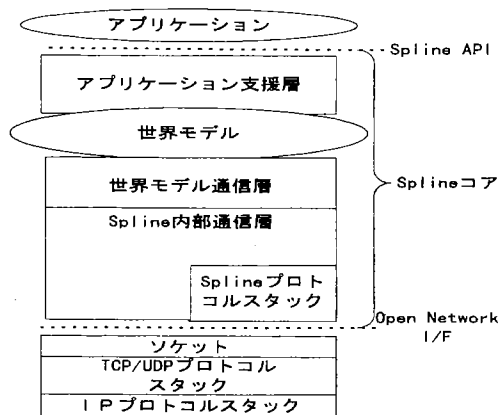 アプリケーション
Spline API
アプリケーション支援層
世界モデル
世界モデル通信層
Splineコア
Spline内部通信層
Splineプロト
コルスタック
Open Network
I/F
ソケット
TCP/UDPプロトコル
スタック
IPプロトコルスタック